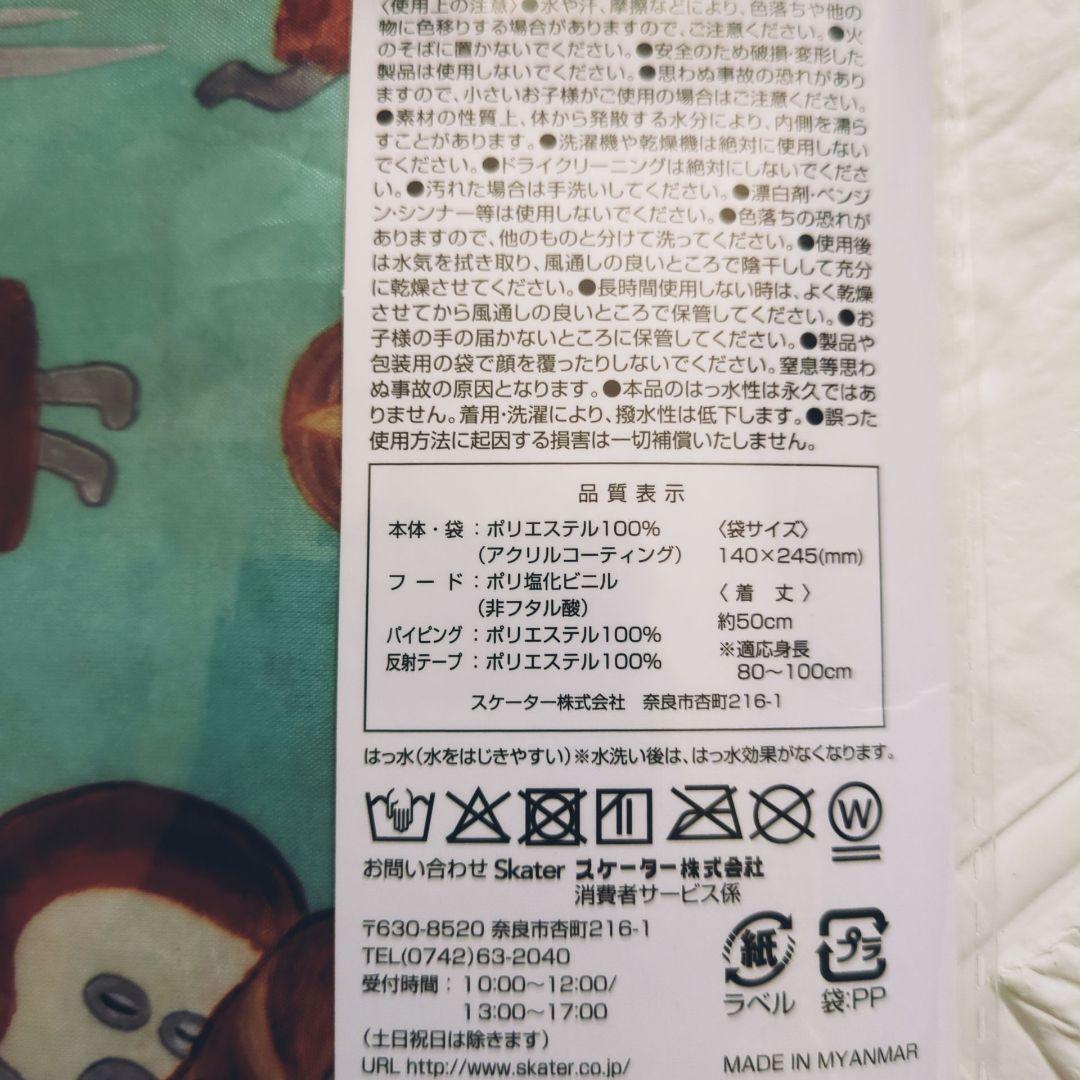 〈使用上の注意〉●水や汗、摩擦などにより、色落ちや他の
物に色移りする場合がありますので、ご注意ください。●火
のそばに置かないでください。●安全のため破損・変形した
製品は使用しないでください。●思わぬ事故の恐れがあり
ますので、小さいお子様がご使用の場合はご注意ください。
●素材の性質上、体から発散する水分により、内側を濡ら
すことがあります。●洗濯機や乾燥機は絶対に使用しない
でください。●ドライクリーニングは絶対にしないでくださ
い。●汚れた場合は手洗いしてください。●漂白剤・ベンジ
ン・シンナー等は使用しないでください。●色落ちの恐れが
ありますので、他のものと分けて洗ってください。●使用後
は水気を拭き取り、風通しの良いところで陰干しして充分
に乾燥させてください。●長時間使用しない時は、よく乾燥
させてから風通しの良いところで保管してください。●お
子様の手の届かないところに保管してください。●製品や
包装用の袋で顔を覆ったりしないでください。窒息等思わ
ぬ事故の原因となります。●本品のはっ水性は永久ではあ
りません。着用・洗濯により、撥水性は低下します。●誤った
使用方法に起因する損害は一切補償いたしません。
品質表示
本体・袋：ポリエステル100%
（アクリルコーティング）
フード：ポリ塩化ビニル
（非フタル酸）
パイピング：ポリエステル100%
反射テープ：ポリエステル100%
〈袋サイズ〉
140×245(mm)
〈着丈〉
約50cm
※適応身長
80〜100cm
スケーター株式会社 奈良市杏町216-1
はっ水（水をはじきやすい）※水洗い後は、はっ水効果がなくなります。
W
お問い合わせ Skater スケーター株式会社
消費者サービス係
〒630-8520 奈良市杏町216-1
TEL(0742)63-2040
受付時間：10:00〜12:00/
13:00〜17:00
（土日祝日は除きます）
URL http://www.skater.co.jp/
紙
ラベル
プラ
袋:PP
MADE IN MYANMAR